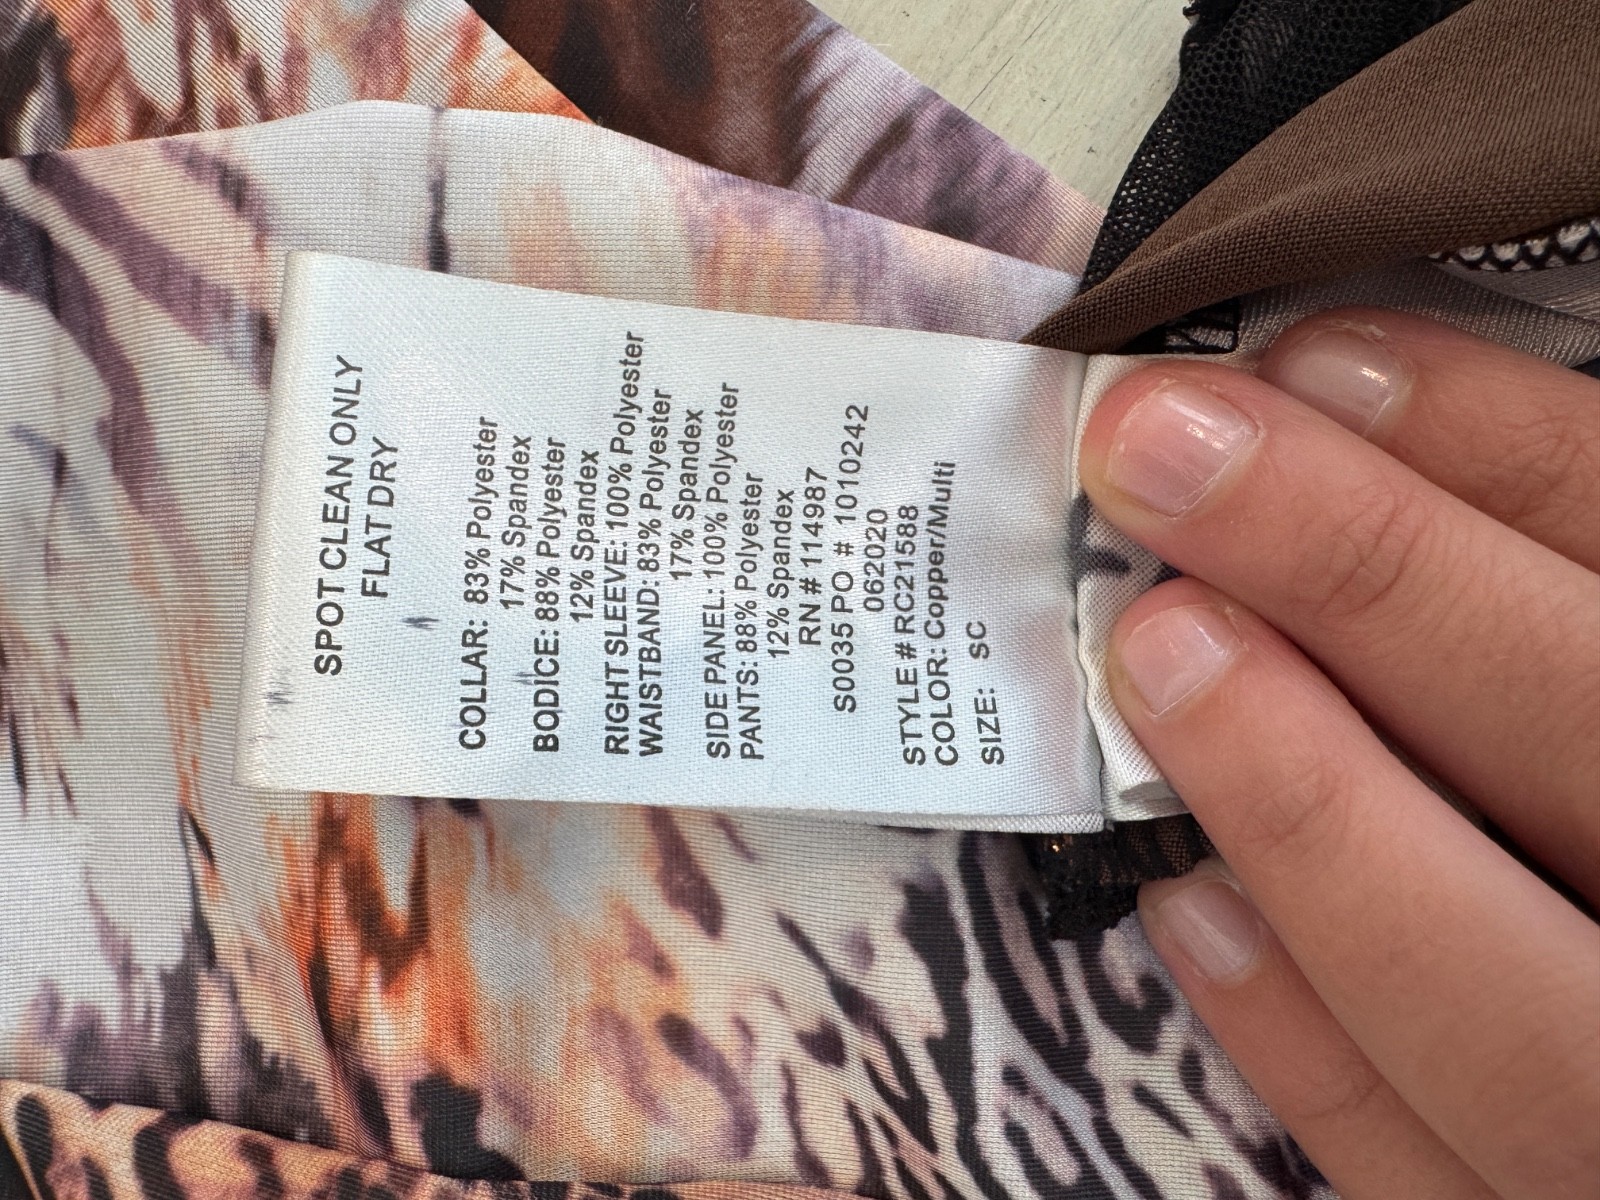 SPOT CLEAN ONLY
FLAT DRY
COLLAR: 83% Polyester
17% Spandex
BODICE: 88% Polyester
12% Spandex
RIGHT SLEEVE: 100% Polyester
WAISTBAND: 83% Polyester
17% Spandex
SIDE PANEL: 100% Polyester
PANTS: 88% Polyester
12% Spandex
RN # 114987
S0035 PO # 1010242
062020
STYLE # RC21588
COLOR: Copper/Multi
SIZE: SC